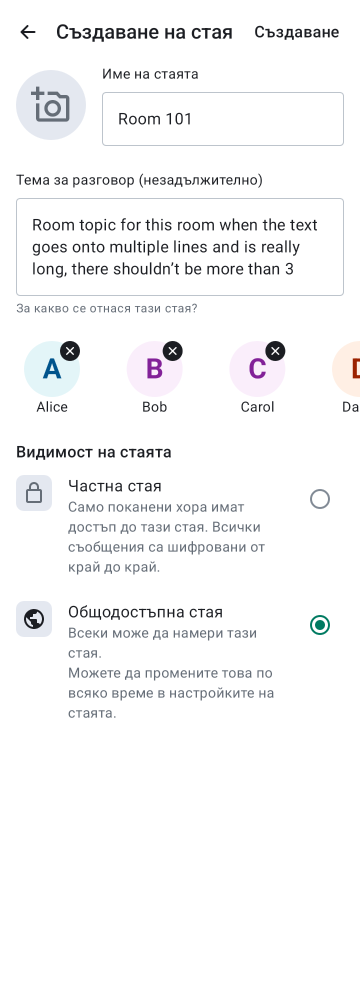 Създаване на стая
Създаване
Име на стаята
Room 101
Тема за разговор (незадължително)
Room topic for this room when the text
goes onto multiple lines and is really
long, there shouldn’t be more than 3
За какво се отнася тази стая?
A
B
C
D
Alice
Bob
Carol
Da
Видимост на стаята
Частна стая
Само поканени хора имат
достъп до тази стая. Всички
съобщения са шифровани от
край до край.
Общодостъпна стая
Всеки може да намери тази
стая.
Можете да промените това по
всяко време в настройките на
стаята.